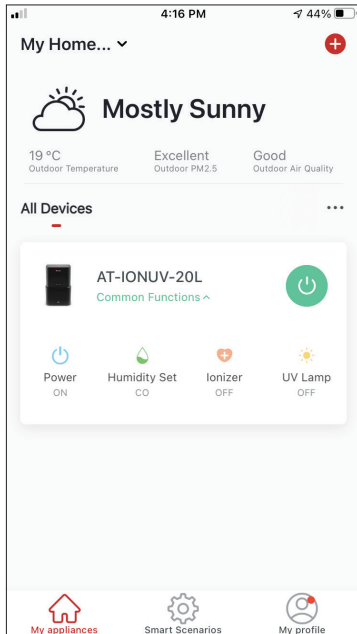 4:16 PM 44%
My Home...
Mostly Sunny
19 °C Excellent Good
Outdoor Temperature Outdoor PM2.5 Outdoor Air Quality
All Devices
AT-IONUV-20L
Common Functions
Power Humidity Set Ionizer UV Lamp
ON CO OFF OFF
My appliances Smart Scenarios My profile